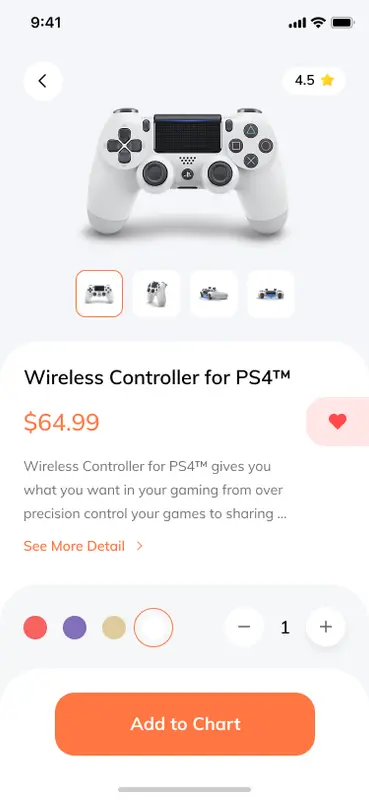 9:41
4.5
Wireless Controller for PS4™
$64.99
Wireless Controller for PS4™ gives you
what you want in your gaming from over
precision control your games to sharing ...
See More Detail
1
Add to Chart